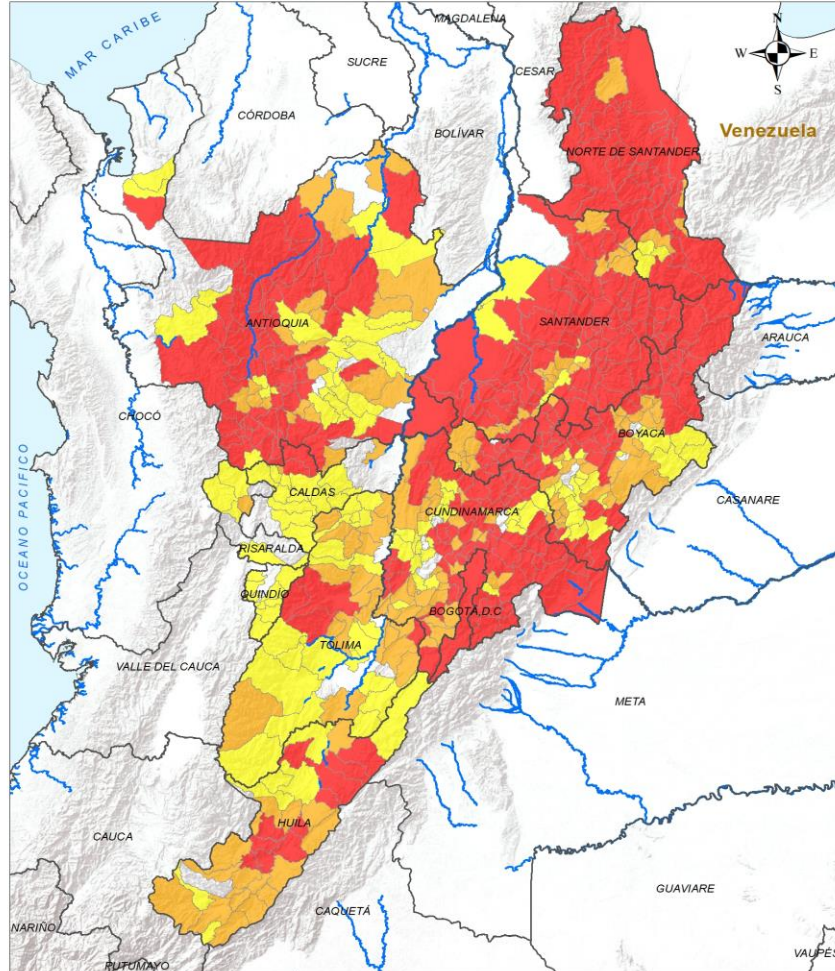 MAGDALENA
MAR CARIBE
N
W E
S
SUCRE
CESAR
CÓRDOBA
BOLÍVAR
Venezuela
NORTE DE SANTANDER
ANTIOQUIA
SANTANDER
ARAUCA
CHOCÓ
BOYACÁ
OCEANO PACIFICO
CALDAS
CASANARE
CUNDINAMARCA
RISARALDA
QUINDÍO
BOGOTÁ, D.C
TOLIMA
VALLE DEL CAUCA
META
HUILA
CAUCA
GUAVIARE
CAQUETÁ
NARIÑO
PUTUMAYO
VAUPÉS